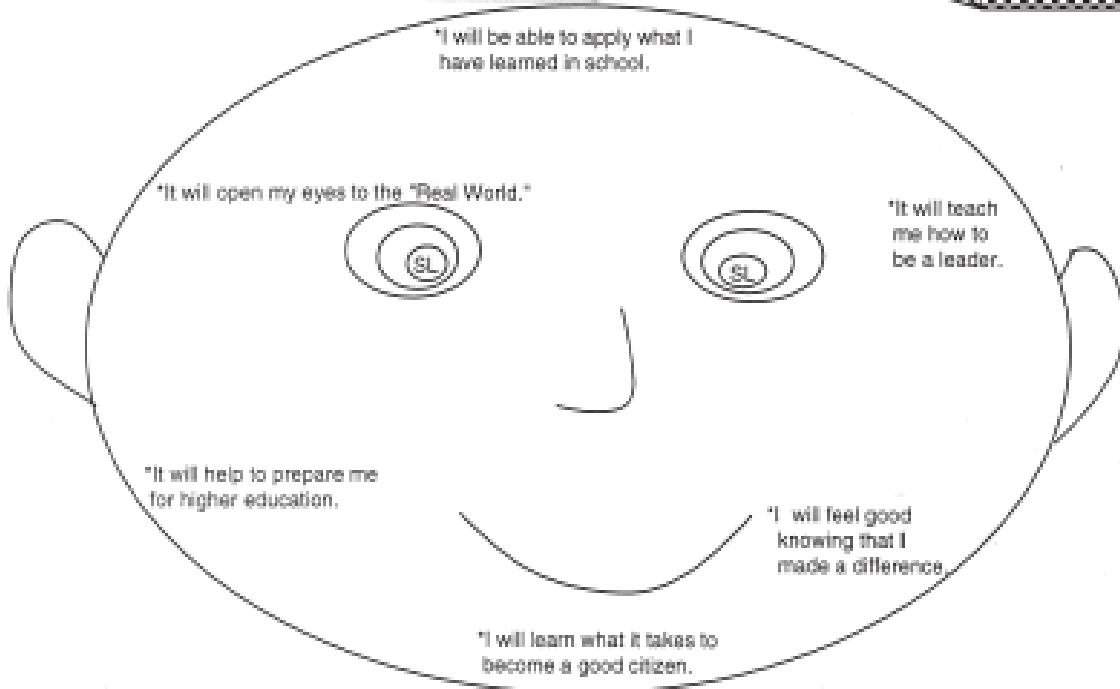 "I will be able to apply what I
have learned in school.
"It will open my eyes to the "Real World."
"It will teach
me how to
be a leader.
SL
SL
"It will help to prepare me
for higher education.
"I will feel good
knowing that I
made a difference.
"I will learn what it takes to
become a good citizen.